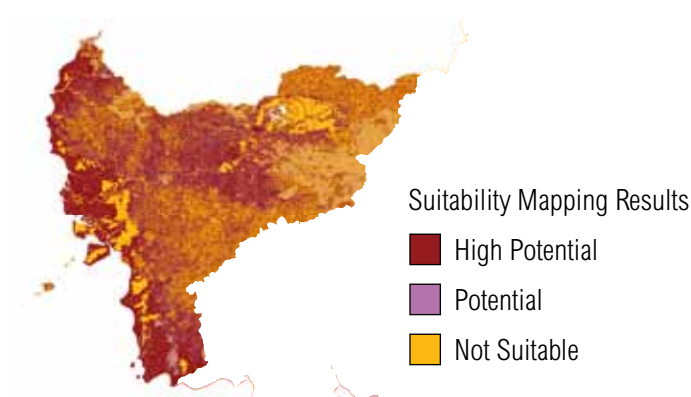 Suitability Mapping Results
High Potential
Potential
Not Suitable